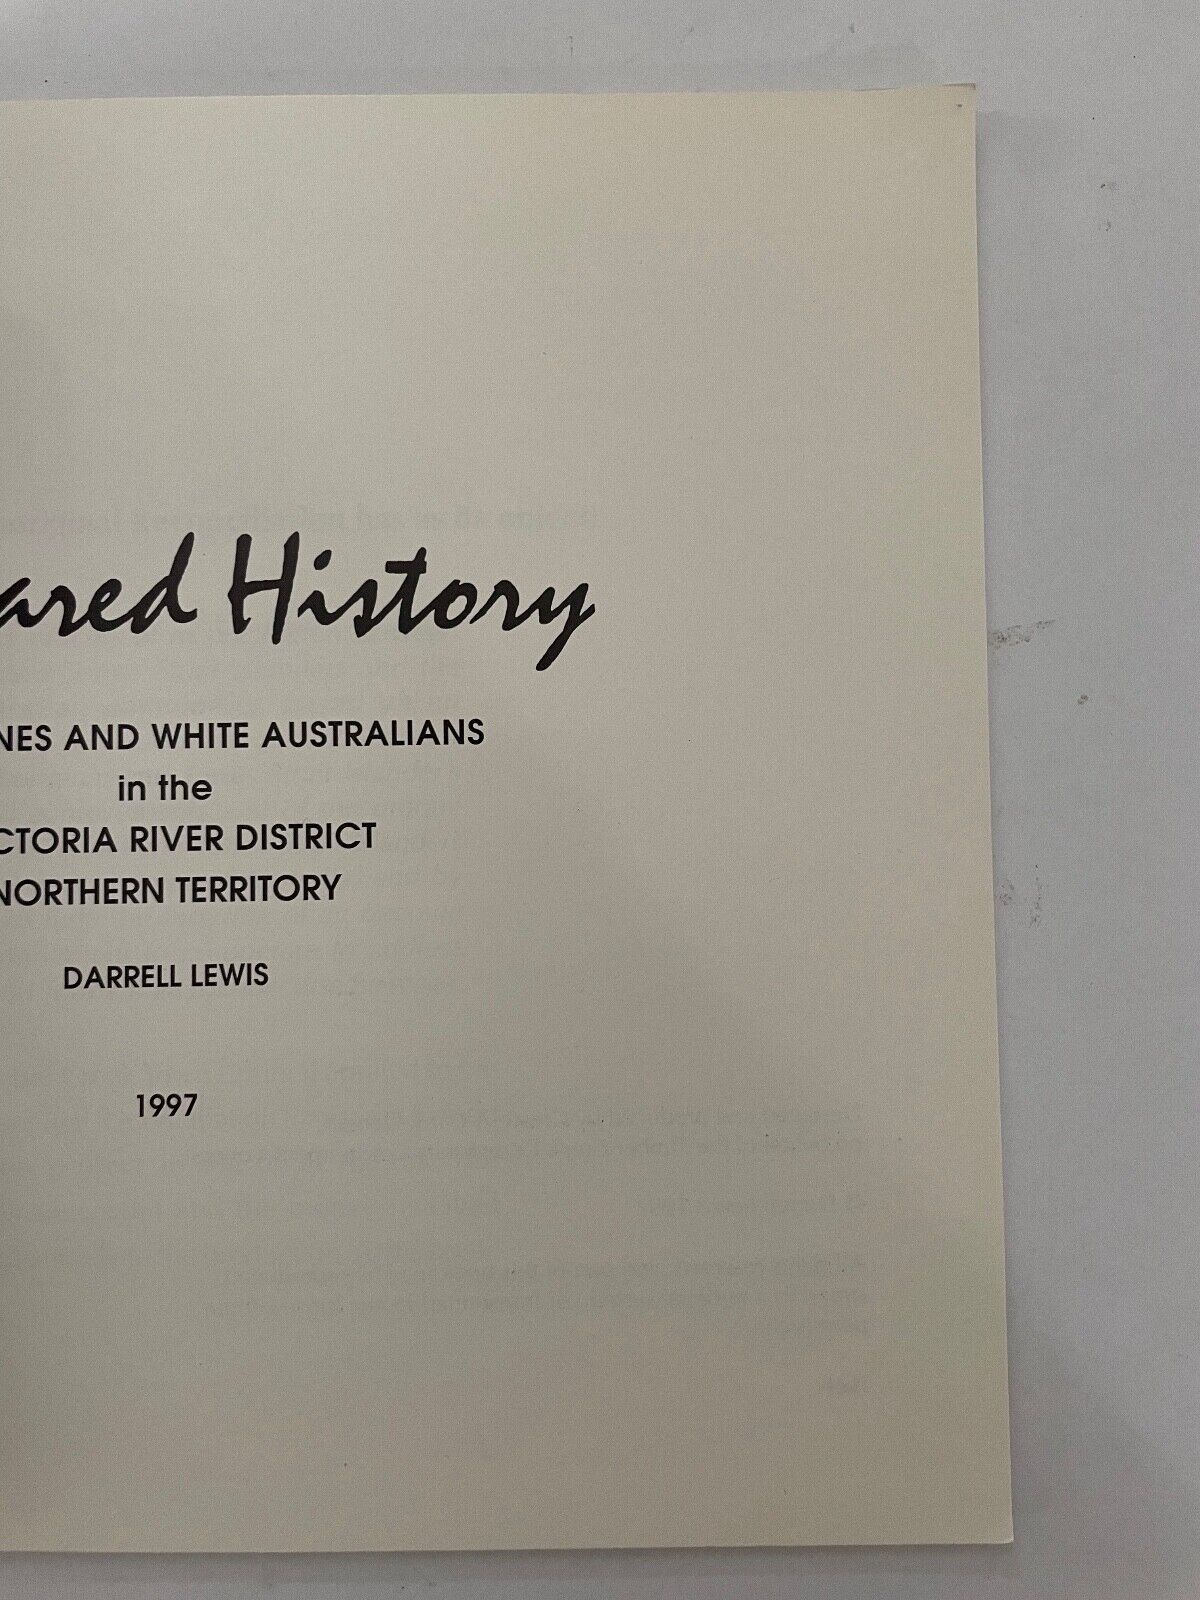 ared History
NES AND WHITE AUSTRALIANS
in the
CTORIA RIVER DISTRICT
NORTHERN TERRITORY
DARRELL LEWIS
1997